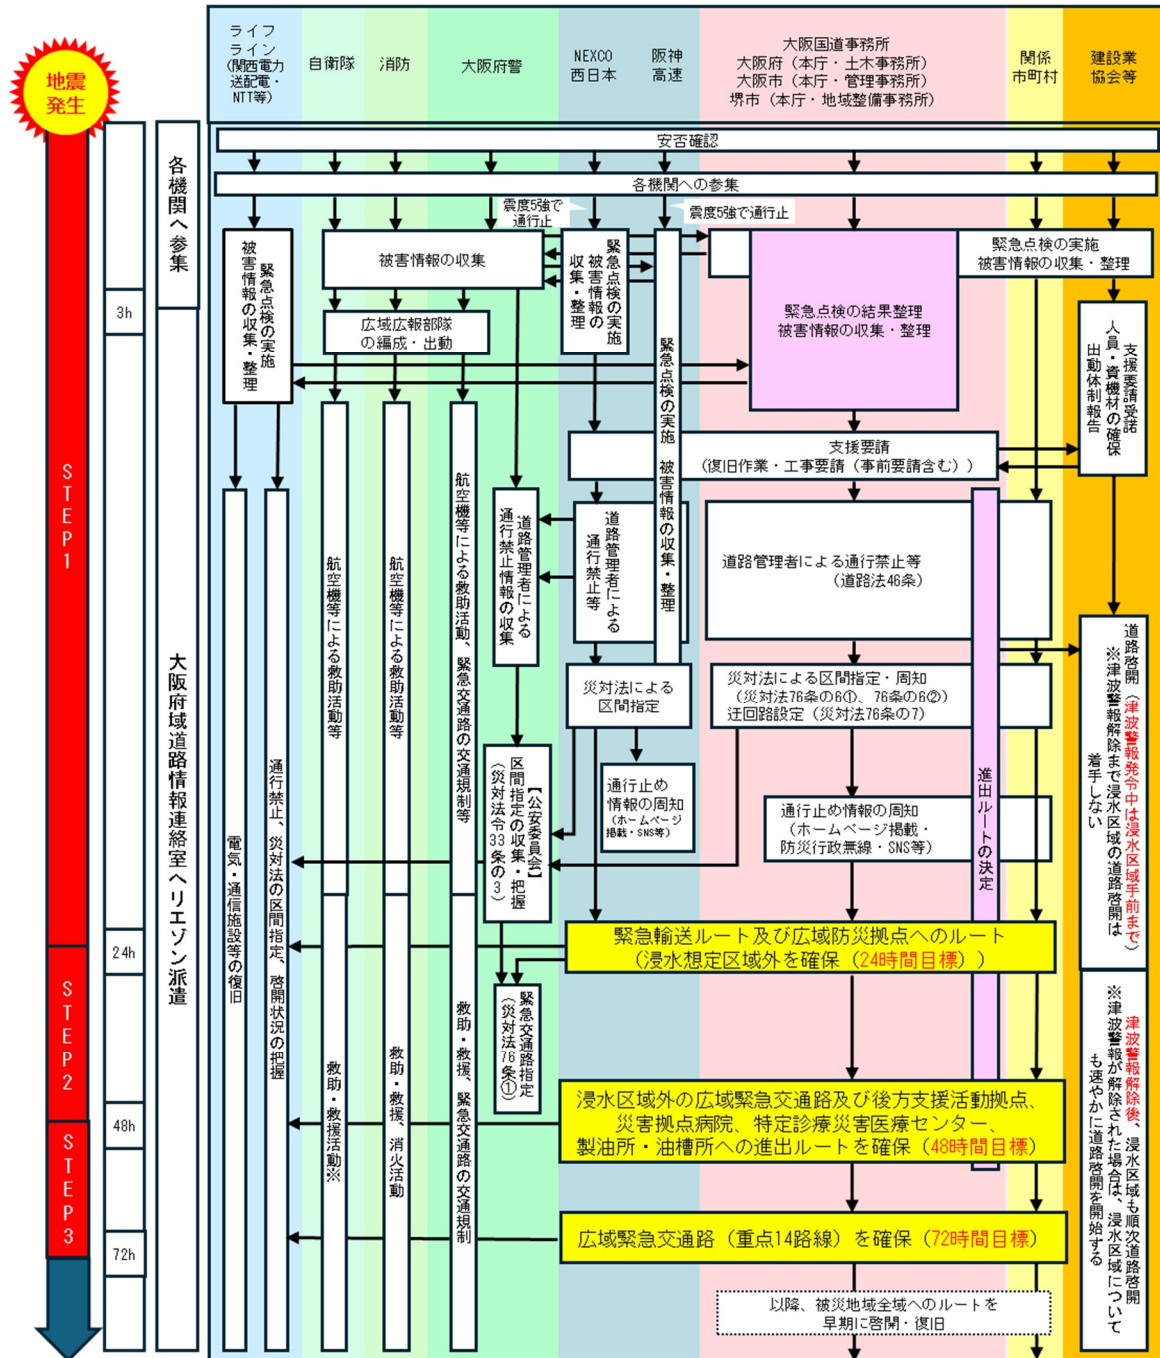 地震
発生
ライフ
ライン
(関西電力
送配電・
NTT等)
自衛隊
消防
大阪府警
NEXCO
西日本
阪神
高速
大阪国道事務所
大阪府(本庁・土木事務所)
大阪市(本庁・管理事務所)
堺市(本庁・地域整備事務所)
関係
市町村
建設業
協会等
安否確認
各機関への参集
震度5強で
通行止
震度5強で
通行止
各機関へ参集
大阪府域道路情報連絡室へリエゾン派遣
STEP1
STEP2
STEP3
3h
24h
48h
72h
緊急点検の実施
被害情報の収集・整理
被害情報の収集
広域広報部隊
の編成・出動
緊急点検の実施
被害情報の
収集・整理
緊急点検の実施 被害情報の収集・整理
緊急点検の結果整理
被害情報の収集・整理
緊急点検の実施
被害情報の収集・整理
支援要請受諾
人員・資機材の確保
出動体制報告
支援要請
(復旧作業・工事要請(事前要請含む))
電気・通信施設等の復旧
通行禁止、災対法の区間指定、啓開状況の把握
航空機等による救助活動等
航空機等による救助活動等
航空機等による救助活動、緊急交通路の交通規制等
道路管理者による
通行禁止情報の収集
道路管理者による
通行禁止等
道路管理者による通行禁止等
(道路法46条)
災対法による
区間指定
災対法による区間指定・周知
(災対法76条の6①、76条の6②)
迂回路設定(災対法76条の7)
【公安委員会】
区間指定の収集・把握
(災対法令33条の3)
通行止め
情報の周知
(ホームページ
掲載・SNS等)
通行止め情報の周知
(ホームページ掲載・
防災行政無線・SNS等)
進出ルートの決定
道路啓開(津波警報発令中は浸水区域手前まで)
※津波警報解除まで浸水区域の道路啓開は
着手しない
緊急輸送ルート及び広域防災拠点へのルート
(浸水想定区域外を確保(24時間目標))
緊急交通路指定
(災対法76条①)
救助・救援活動※
救助・救援、消火活動
救助・救援、緊急交通路の交通規制
浸水区域外の広域緊急交通路及び後方支援活動拠点、
災害拠点病院、特定診療災害医療センター、
製油所・油槽所への進出ルートを確保(48時間目標)
津波警報解除後、浸水区域も順次道路啓開
※津波警報が解除された場合は、浸水区域について
も速やかに道路啓開を開始する
広域緊急交通路(重点14路線)を確保(72時間目標)
以降、被災地域全域へのルートを
早期に啓開・復旧